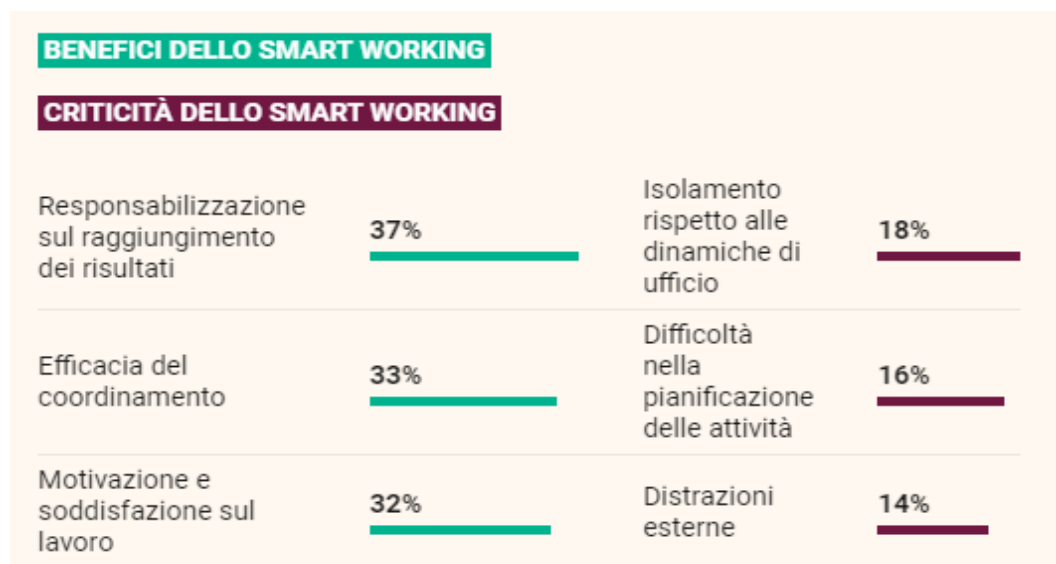 BENEFICI DELLO SMART WORKING
CRITICITÀ DELLO SMART WORKING
Responsabilizzazione
sul raggiungimento
dei risultati
37%
Isolamento
rispetto alle
dinamiche di
ufficio
18%
Efficacia del
coordinamento
33%
Difficoltà
nella
pianificazione
delle attività
16%
Motivazione e
soddisfazione sul
lavoro
32%
Distrazioni
esterne
14%